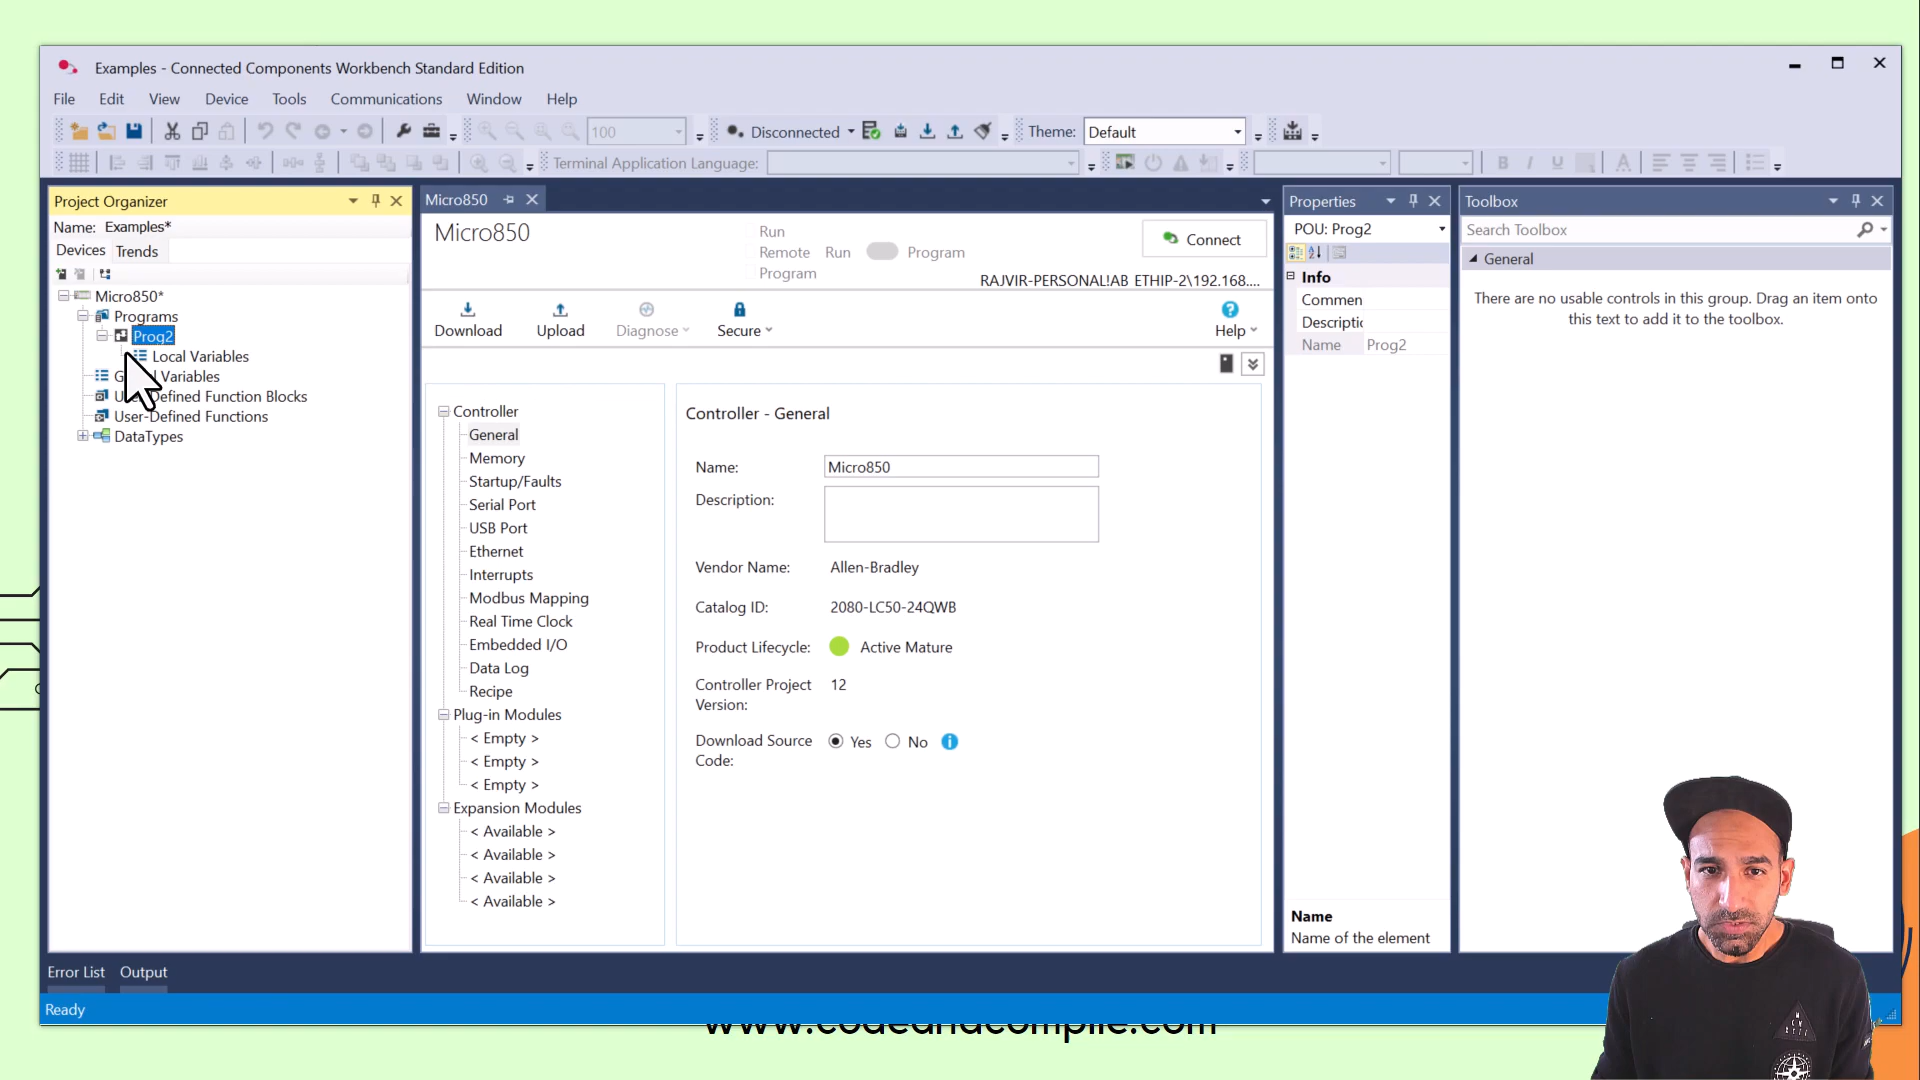 Examples - Connected Components Workbench Standard Edition
File Edit View Device Tools Communications Window Help
100 Disconnected Theme: Default
Terminal Application Language:
Project Organizer
Name: Examples*
Devices Trends
Micro850*
Programs
Prog2
Local Variables
Variables
Defined Function Blocks
User-Defined Functions
DataTypes
Micro850
Micro850
Run
Remote Run Program
Program
Connect
RAJVIR-PERSONAL!AB_ETHIP-2\192.168....
Download Upload Diagnose Secure Help
Controller
General
Memory
Startup/Faults
Serial Port
USB Port
Ethernet
Interrupts
Modbus Mapping
Real Time Clock
Embedded I/O
Data Log
Recipe
Plug-in Modules
< Empty >
< Empty >
< Empty >
Expansion Modules
< Available >
< Available >
< Available >
< Available >
Controller - General
Name: Micro850
Description:
Vendor Name: Allen-Bradley
Catalog ID: 2080-LC50-24QWB
Product Lifecycle: Active Mature
Controller Project Version: 12
Download Source Code: Yes No
Properties
POU: Prog2
Info
Commen
Descriptic
Name Prog2
Name
Name of the element
Toolbox
Search Toolbox
General
There are no usable controls in this group. Drag an item onto
this text to add it to the toolbox.
Error List Output
Ready
www.codeandcompile.com